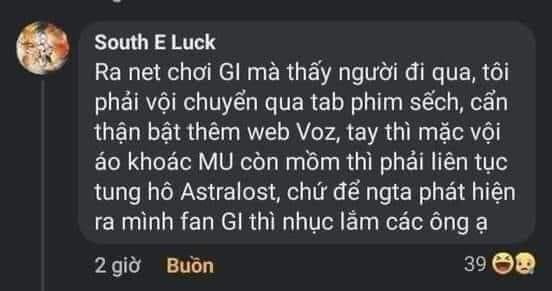 South E Luck
Ra net chơi GI mà thấy người đi qua, tôi
phải vội chuyển qua tab phim sếch, cẩn
thận bật thêm web Voz, tay thì mặc vội
áo khoác MU còn mồm thì phải liên tục
tung hô Astralost, chứ để ngta phát hiện
ra mình fan GI thì nhục lắm các ông ạ
2 giờ Buồn 39